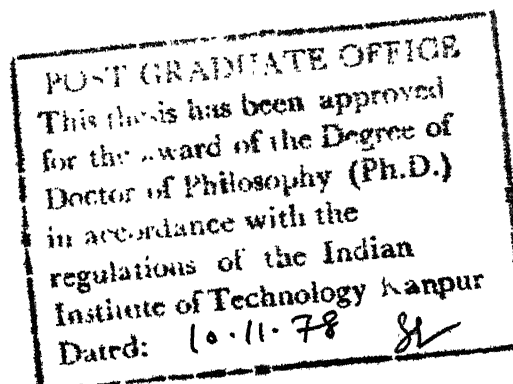 POST GRADUATE OFFICE
This thesis has been approved
for the award of the Degree of
Doctor of Philosophy (Ph.D.)
in accordance with the
regulations of the Indian
Institute of Technology Kanpur
Dated: 10.11.78